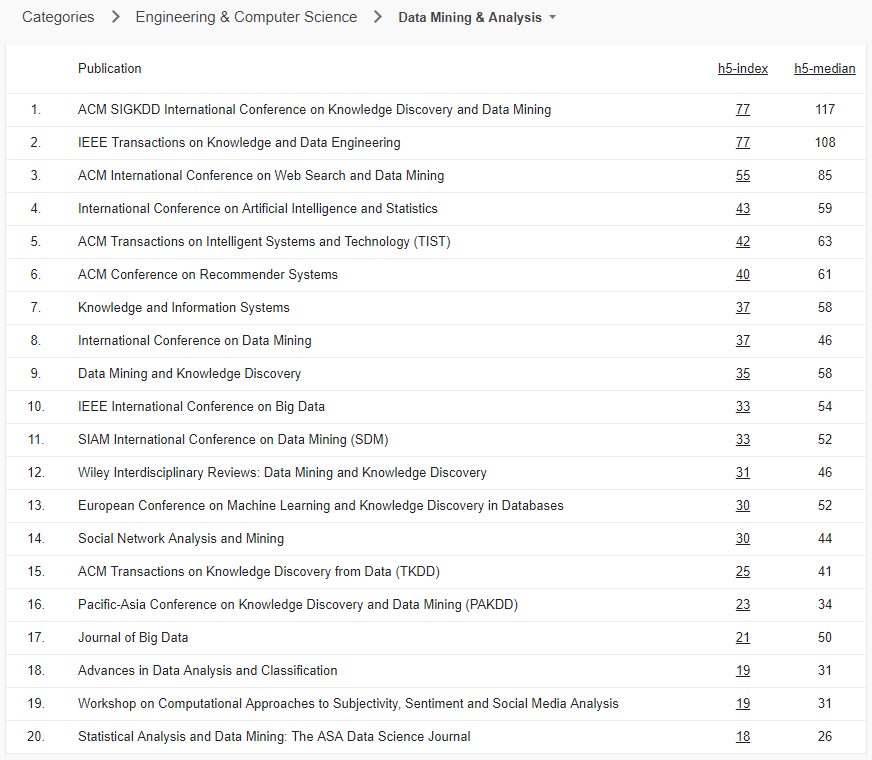 Categories > Engineering & Computer Science > Data Mining & Analysis
Publication h5-index h5-median
1. ACM SIGKDD International Conference on Knowledge Discovery and Data Mining 77 117
2. IEEE Transactions on Knowledge and Data Engineering 77 108
3. ACM International Conference on Web Search and Data Mining 55 85
4. International Conference on Artificial Intelligence and Statistics 43 59
5. ACM Transactions on Intelligent Systems and Technology (TIST) 42 63
6. ACM Conference on Recommender Systems 40 61
7. Knowledge and Information Systems 37 58
8. International Conference on Data Mining 37 46
9. Data Mining and Knowledge Discovery 35 58
10. IEEE International Conference on Big Data 33 54
11. SIAM International Conference on Data Mining (SDM) 33 52
12. Wiley Interdisciplinary Reviews: Data Mining and Knowledge Discovery 31 46
13. European Conference on Machine Learning and Knowledge Discovery in Databases 30 52
14. Social Network Analysis and Mining 30 44
15. ACM Transactions on Knowledge Discovery from Data (TKDD) 25 41
16. Pacific-Asia Conference on Knowledge Discovery and Data Mining (PAKDD) 23 34
17. Journal of Big Data 21 50
18. Advances in Data Analysis and Classification 19 31
19. Workshop on Computational Approaches to Subjectivity, Sentiment and Social Media Analysis 19 31
20. Statistical Analysis and Data Mining: The ASA Data Science Journal 18 26